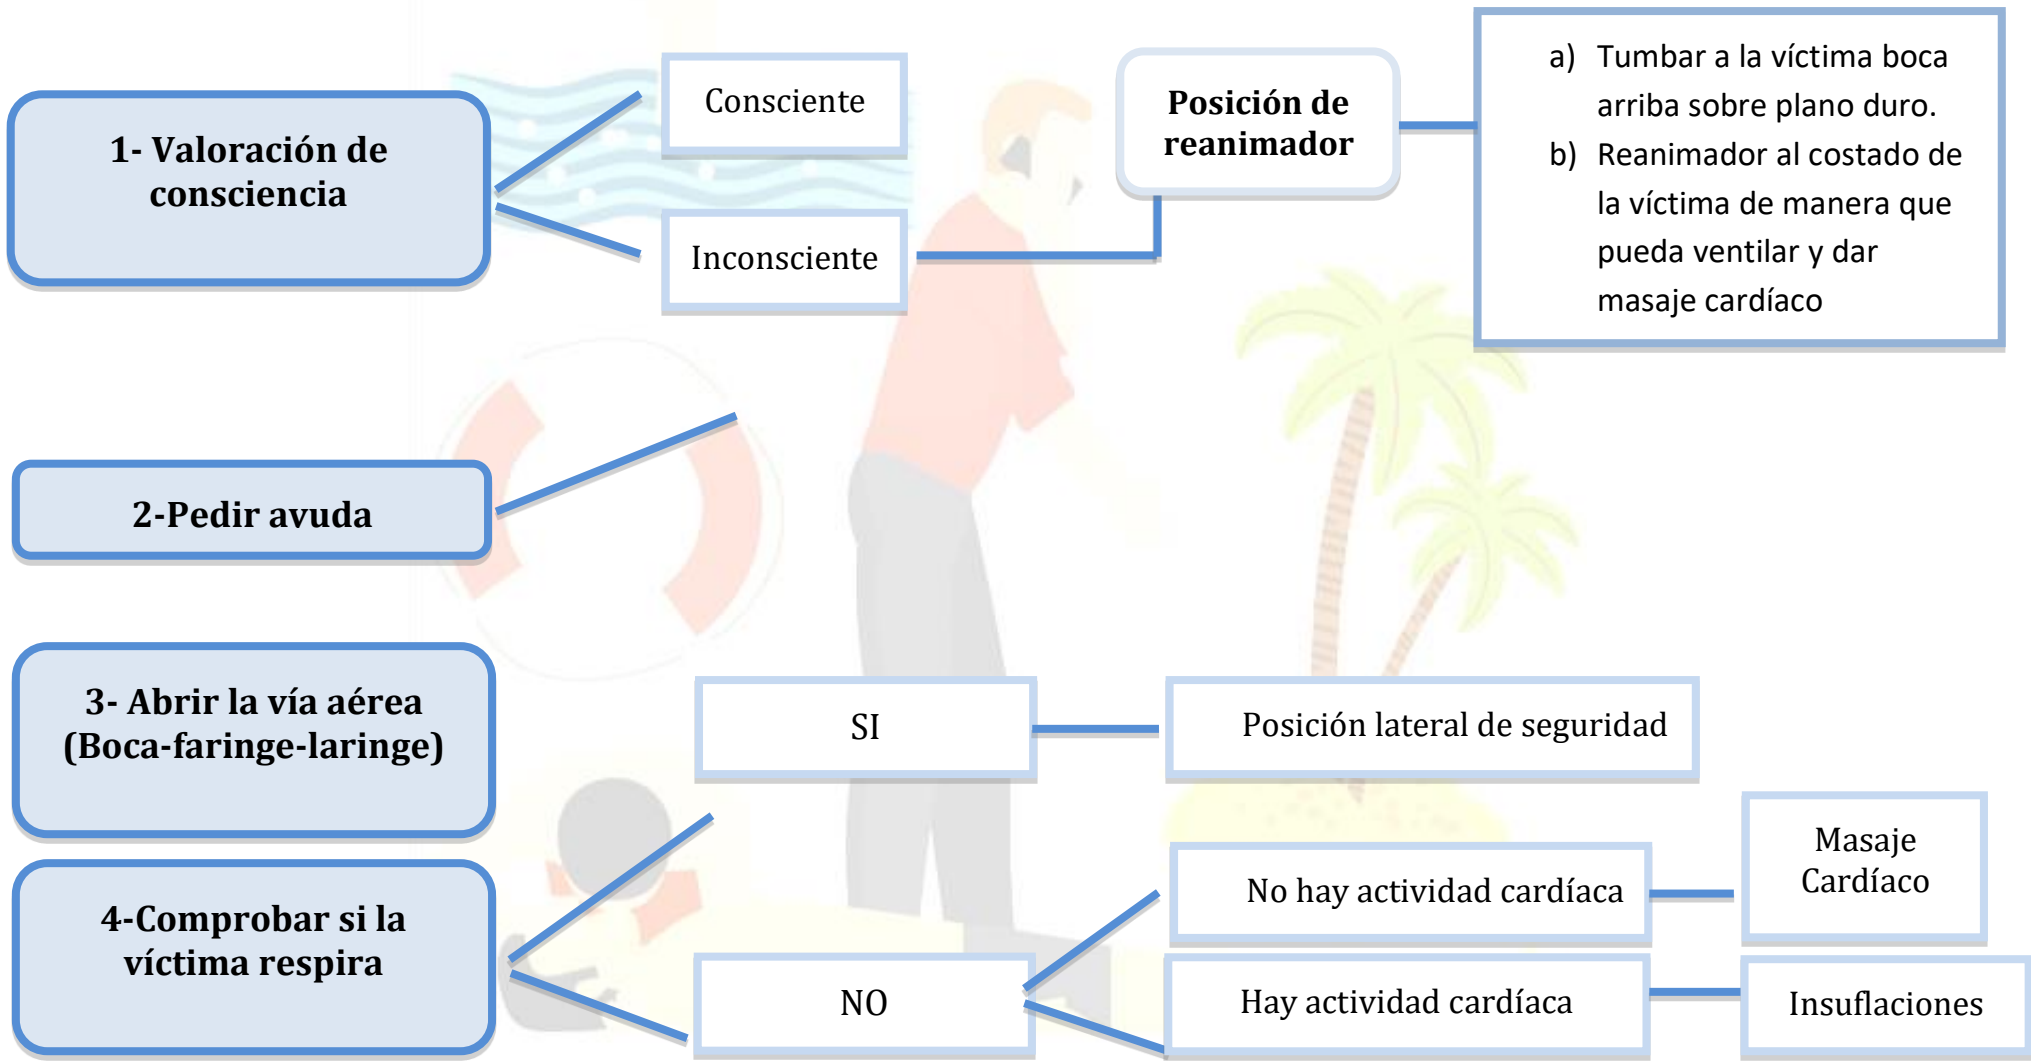 1- Valoración de
consciencia
Consciente
Inconsciente
Posición de
reanimador
a) Tumbar a la víctima boca
arriba sobre plano duro.
b) Reanimador al costado de
la víctima de manera que
pueda ventilar y dar
masaje cardíaco
2-Pedir avuda
3- Abrir la vía aérea
(Boca-faringe-laringe)
4-Comprobar si la
víctima respira
SI
Posición lateral de seguridad
NO
No hay actividad cardíaca
Masaje
Cardíaco
Hay actividad cardíaca
Insuflaciones